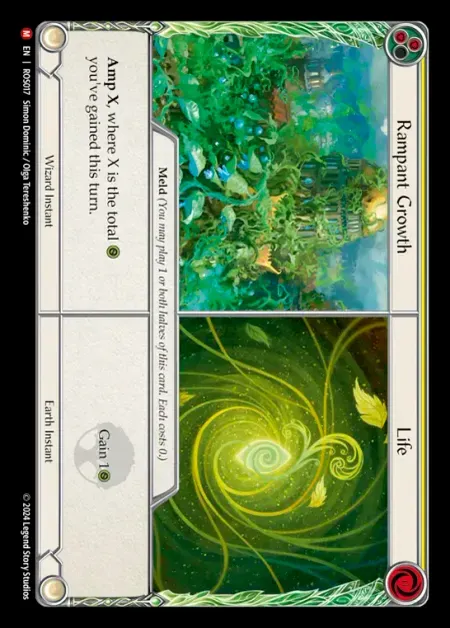 Rampant Growth
Life
Meld (You may play 1 or both halves of this card. Each costs 0.)
Amp X, where X is the total
you've gained this turn.
Gain 1
Wizard Instant
Earth Instant
M EN | ROS017 Simon Dominic / Olga Tereshenko
© 2024 Legend Story Studios